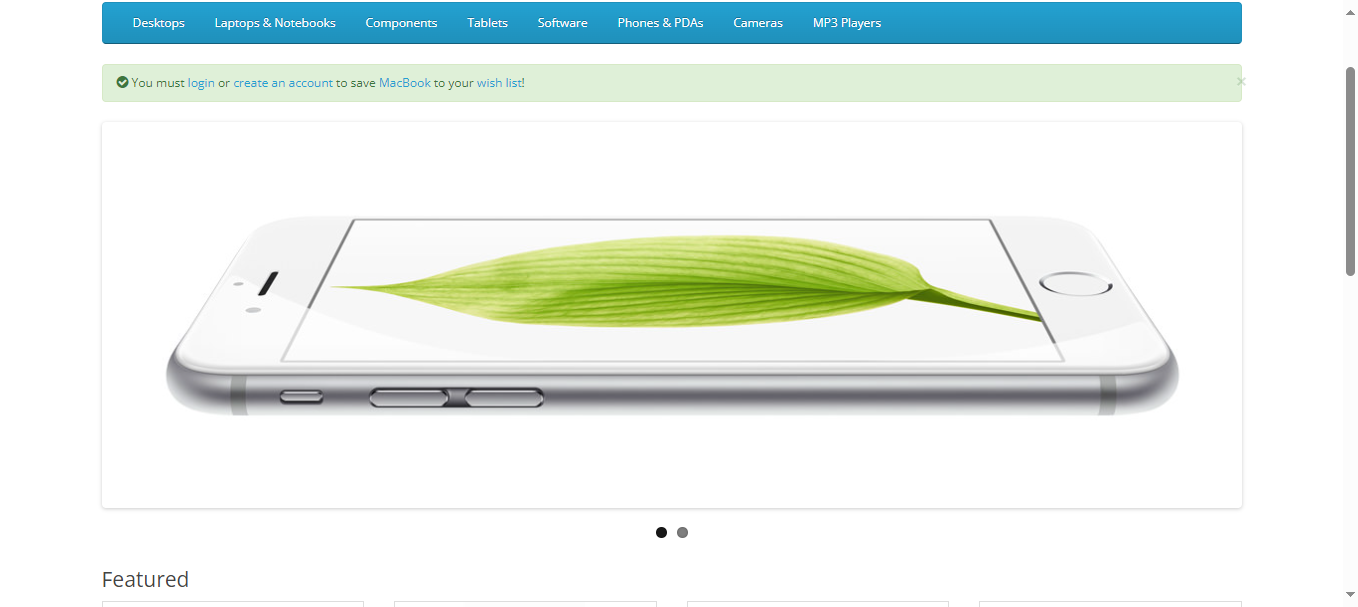 Desktops Laptops & Notebooks Components Tablets Software Phones & PDAs Cameras MP3 Players
You must login or create an account to save MacBook to your wish list!
×
Featured